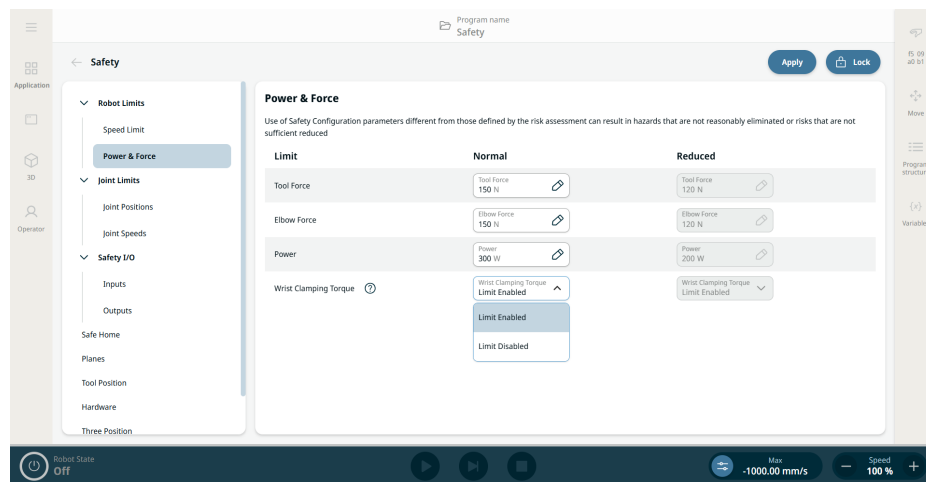 Program name
Safety
f5 09
a0 b1
Application
Move
3D
Program
structur
Operator
{x}
Variable
Safety
Apply
Lock
Robot Limits
Speed Limit
Power & Force
Joint Limits
Joint Positions
Joint Speeds
Safety I/O
Inputs
Outputs
Safe Home
Planes
Tool Position
Hardware
Three Position
Power & Force
Use of Safety Configuration parameters different from those defined by the risk assessment can result in hazards that are not reasonably eliminated or risks that are not
sufficient reduced
Limit Normal Reduced
Tool Force
Tool Force
150 N
Tool Force
120 N
Elbow Force
Elbow Force
150 N
Elbow Force
120 N
Power
Power
300 W
Power
200 W
Wrist Clamping Torque ?
Wrist Clamping Torque
Limit Enabled
Wrist Clamping Torque
Limit Enabled
Limit Enabled
Limit Disabled
Robot State
Off
Max
-1000.00 mm/s
Speed
100 %